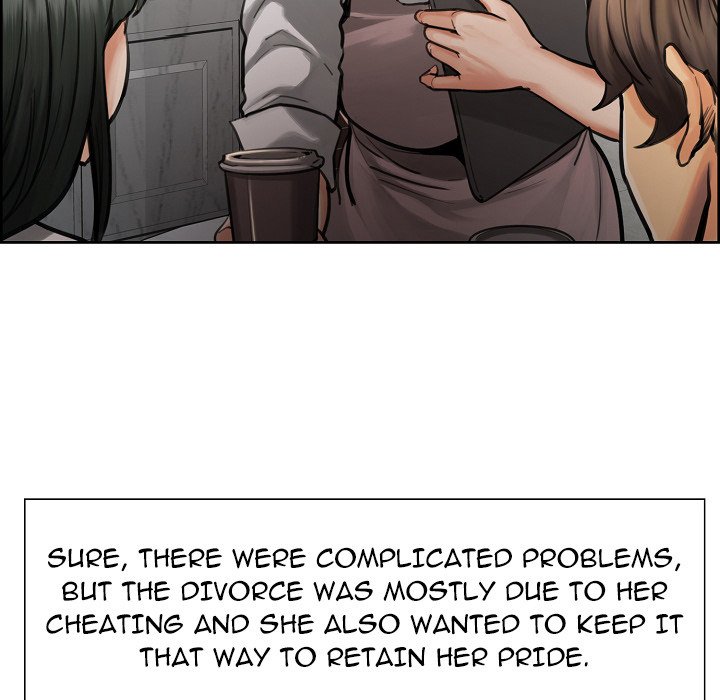 SURE, THERE WERE COMPLICATED PROBLEMS,
BUT THE DIVORCE WAS MOSTLY DUE TO HER
CHEATING AND SHE ALSO WANTED TO KEEP IT
THAT WAY TO RETAIN HER PRIDE.